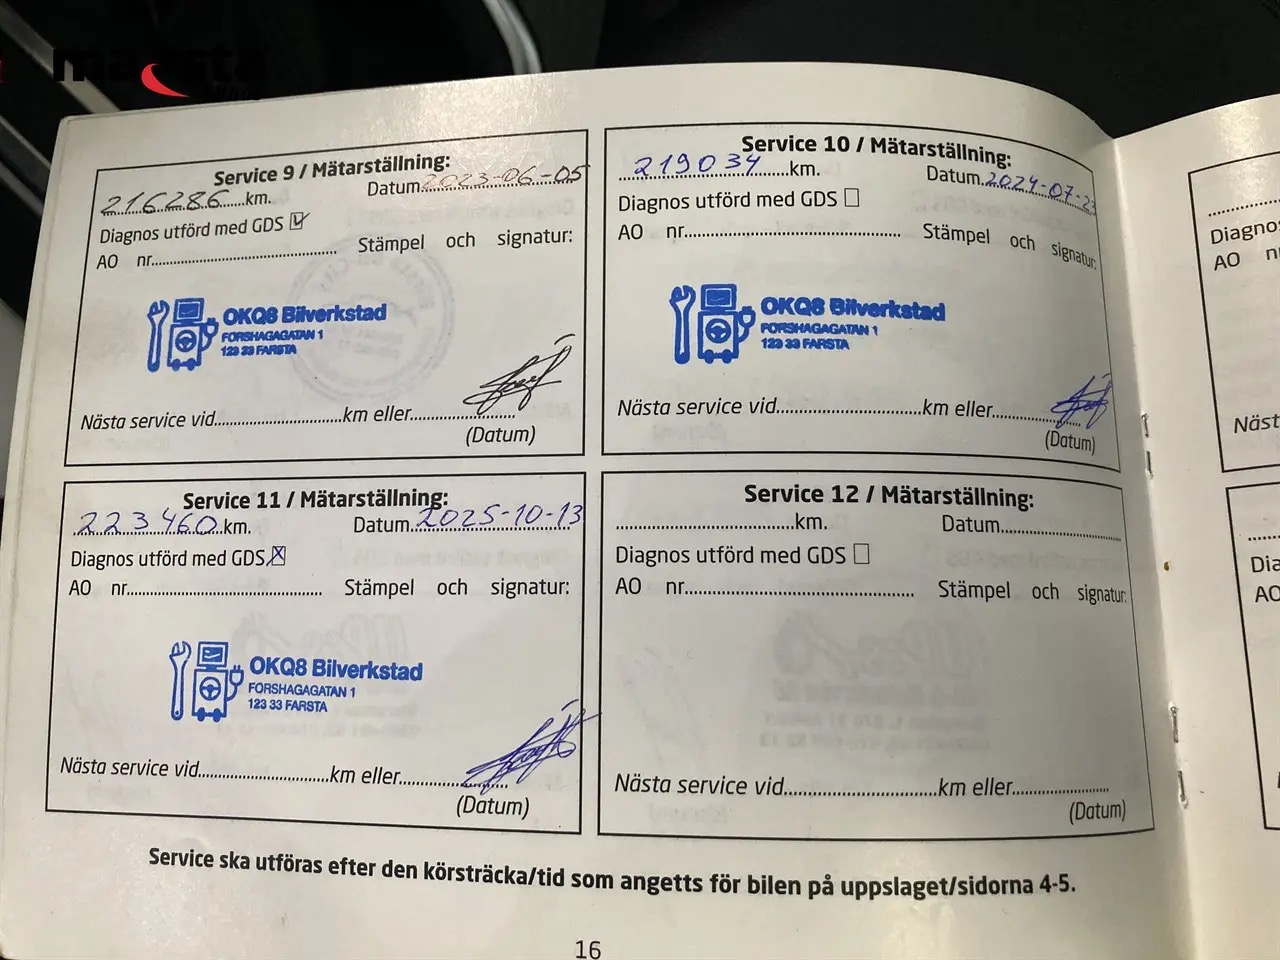 Service 9 / Mätarställning:
216286 km. Datum 2023-06-05
Diagnos utförd med GDS
AO nr. Stämpel och signatur:
OKQ8 Bilverkstad
FORSHAGAGATAN 1
123 33 FARSTA
Nästa service vid km eller
(Datum)
Service 10 / Mätarställning:
219034 km. Datum 2024-07-23
Diagnos utförd med GDS
AO nr. Stämpel och signatur:
OKQ8 Bilverkstad
FORSHAGAGATAN 1
123 33 FARSTA
Nästa service vid km eller
(Datum)
Service 11 / Mätarställning:
223460 km. Datum 2025-10-13
Diagnos utförd med GDS
AO nr. Stämpel och signatur:
OKQ8 Bilverkstad
FORSHAGAGATAN 1
123 33 FARSTA
Nästa service vid km eller
(Datum)
Service 12 / Mätarställning:
km. Datum
Diagnos utförd med GDS
AO nr. Stämpel och signatur:
Nästa service vid km eller
(Datum)
Service ska utföras efter den körsträcka/tid som angetts för bilen på uppslaget/sidorna 4-5.
16
AO
AO